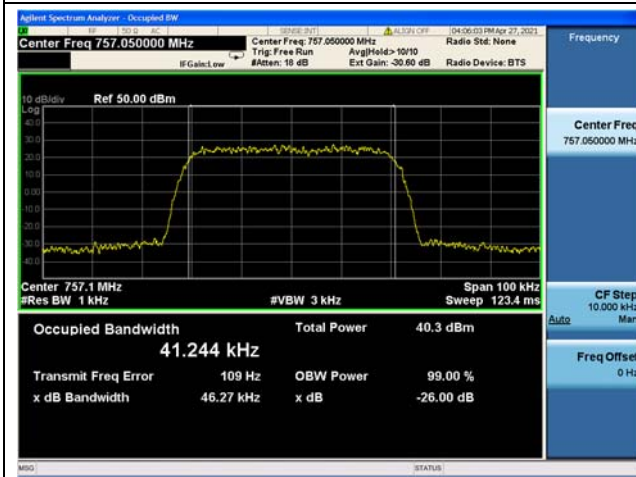 Agilent Spectrum Analyzer - Occupied BW
RF 50 Ω AC SENSE:INT ALIGN OFF 04:06:03 PM Apr 27, 2021
Center Freq 757.050000 MHz Center Freq: 757.050000 MHz Radio Std: None
Trig: Free Run Avg|Hold:> 10/10
IFGain:Low #Atten: 18 dB Ext Gain: -30.60 dB Radio Device: BTS
Frequency
10 dB/div Ref 50.00 dBm
Log
40.0
30.0
20.0
10.0
0.00
-10.0
-20.0
-30.0
-40.0
Center 757.1 MHz Span 100 kHz
#Res BW 1 kHz #VBW 3 kHz Sweep 123.4 ms
Occupied Bandwidth Total Power 40.3 dBm
41.244 kHz
Transmit Freq Error 109 Hz OBW Power 99.00 %
x dB Bandwidth 46.27 kHz x dB -26.00 dB
Center Freq
757.050000 MHz
CF Step
10.000 kHz
Auto Man
Freq Offset
0 Hz
MSG STATUS